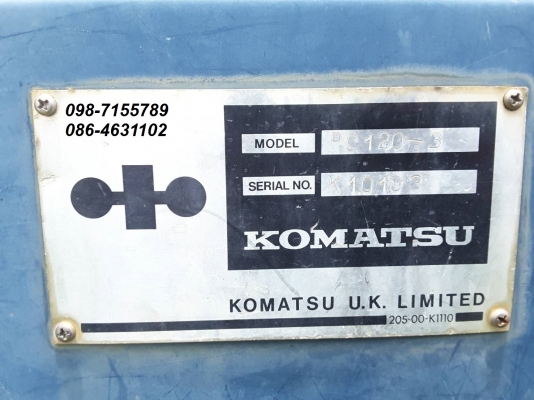 098-7155789
086-4631102
MODEL
SERIAL NO.
KOMATSU
KOMATSU U.K. LIMITED
205-00-K1110